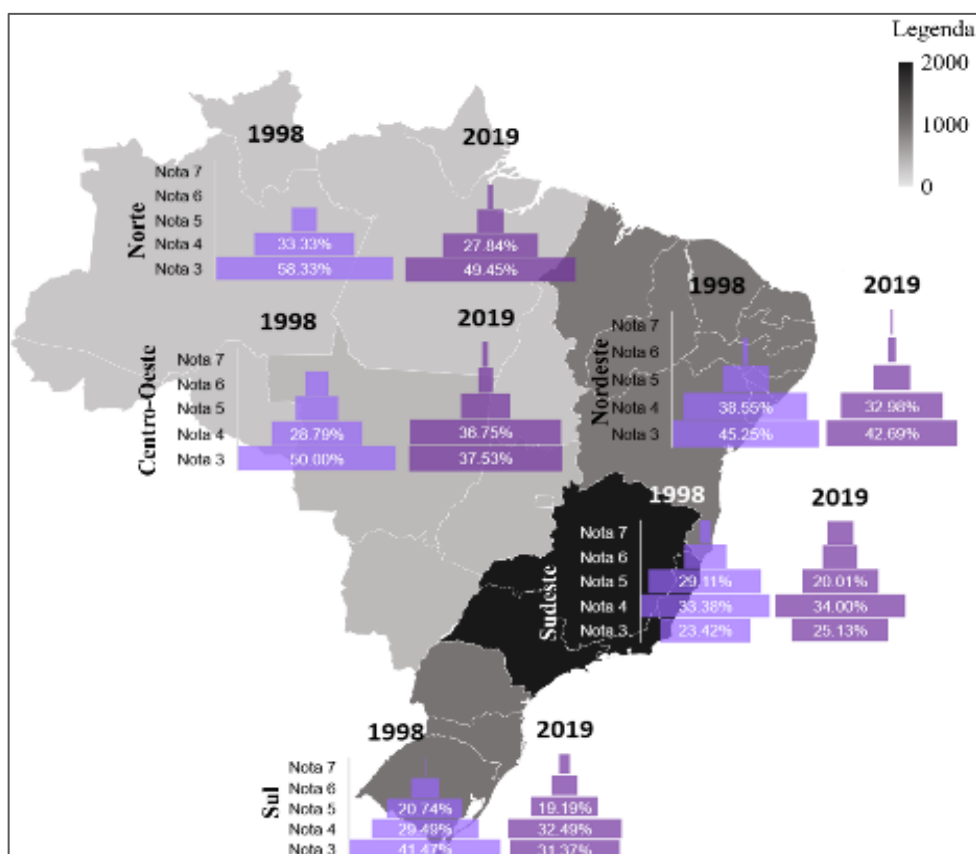 Legenda
2000
1000
0
Norte
1998
2019
Nota 7
Nota 6
Nota 5
Nota 4 33.33% 27.84%
Nota 3 58.33% 49.45%
Centro-Oeste
1998
2019
Nota 7
Nota 6
Nota 5
Nota 4 28.79% 36.75%
Nota 3 50.00% 37.53%
Nordeste
1998
2019
Nota 7
Nota 6
Nota 5
Nota 4 38.55% 32.98%
Nota 3 45.25% 42.69%
Sudeste
1998
2019
Nota 7
Nota 6
Nota 5 29.11% 20.01%
Nota 4 33.38% 34.00%
Nota 3 23.42% 25.13%
Sul
1998
2019
Nota 7
Nota 6
Nota 5 20.74% 19.19%
Nota 4 29.49% 32.49%
Nota 3 41.47% 31.37%